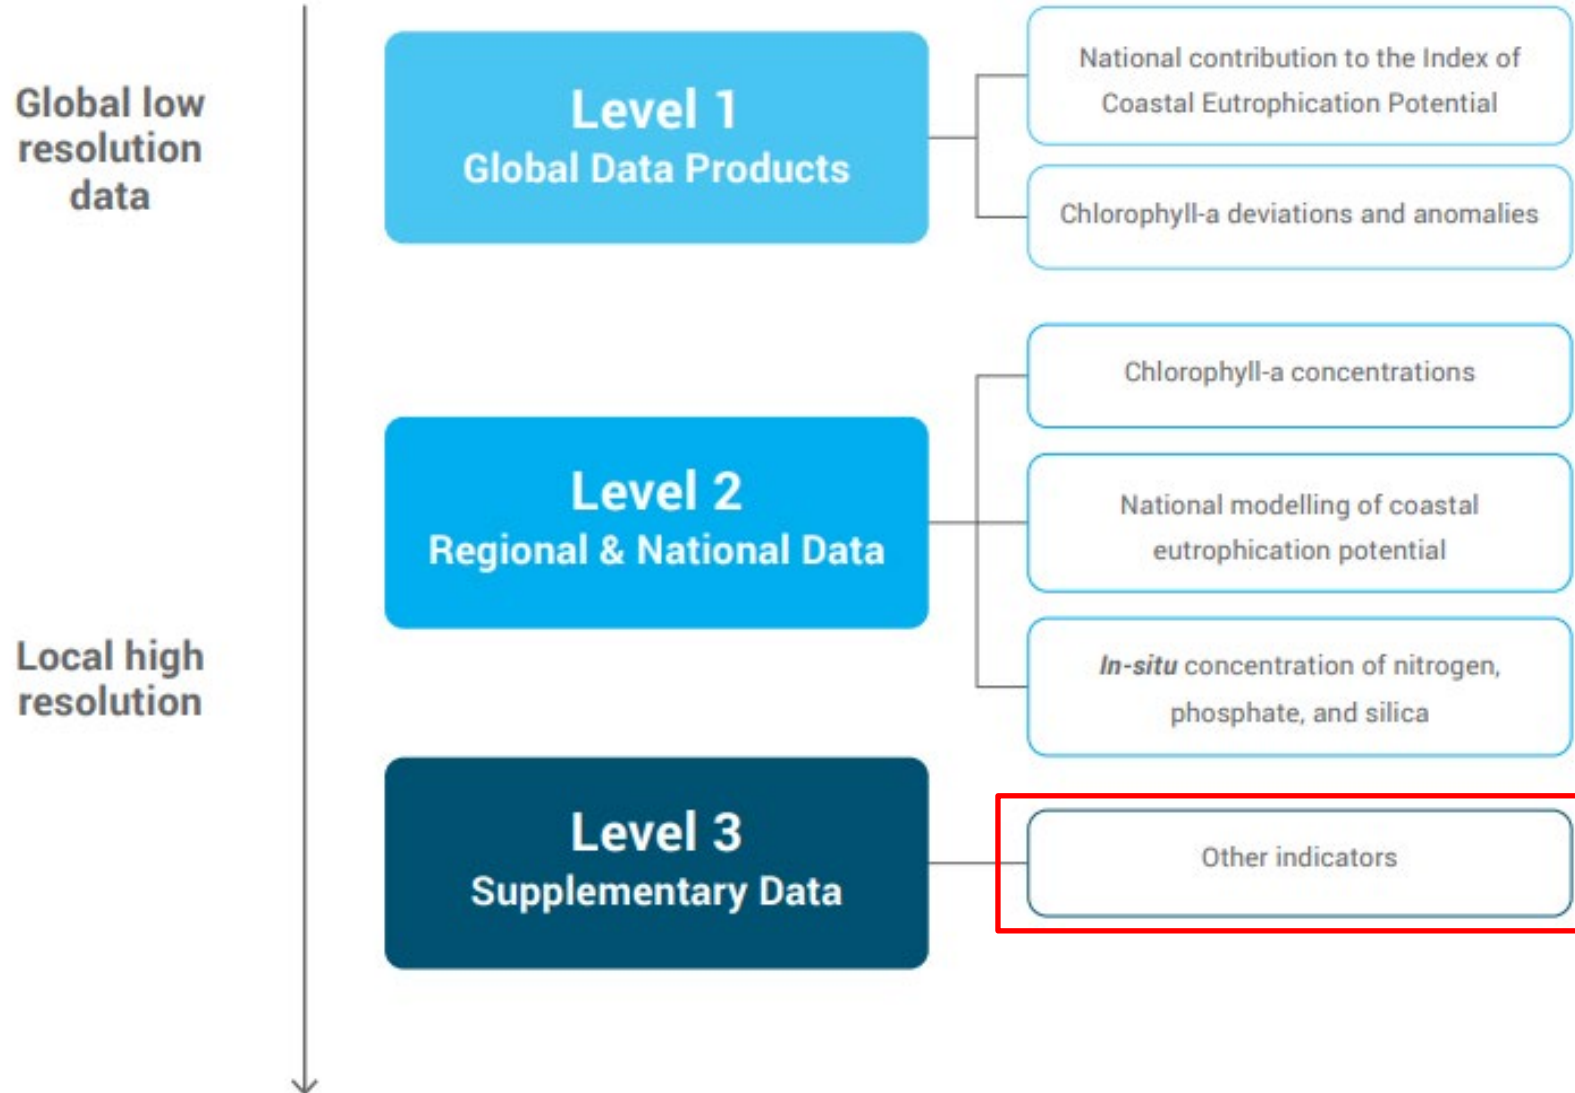 Global low
resolution
data
Level 1
Global Data Products
National contribution to the Index of
Coastal Eutrophication Potential
Chlorophyll-a deviations and anomalies
Level 2
Regional & National Data
Chlorophyll-a concentrations
National modelling of coastal
eutrophication potential
In-situ concentration of nitrogen,
phosphate, and silica
Local high
resolution
Level 3
Supplementary Data
Other indicators